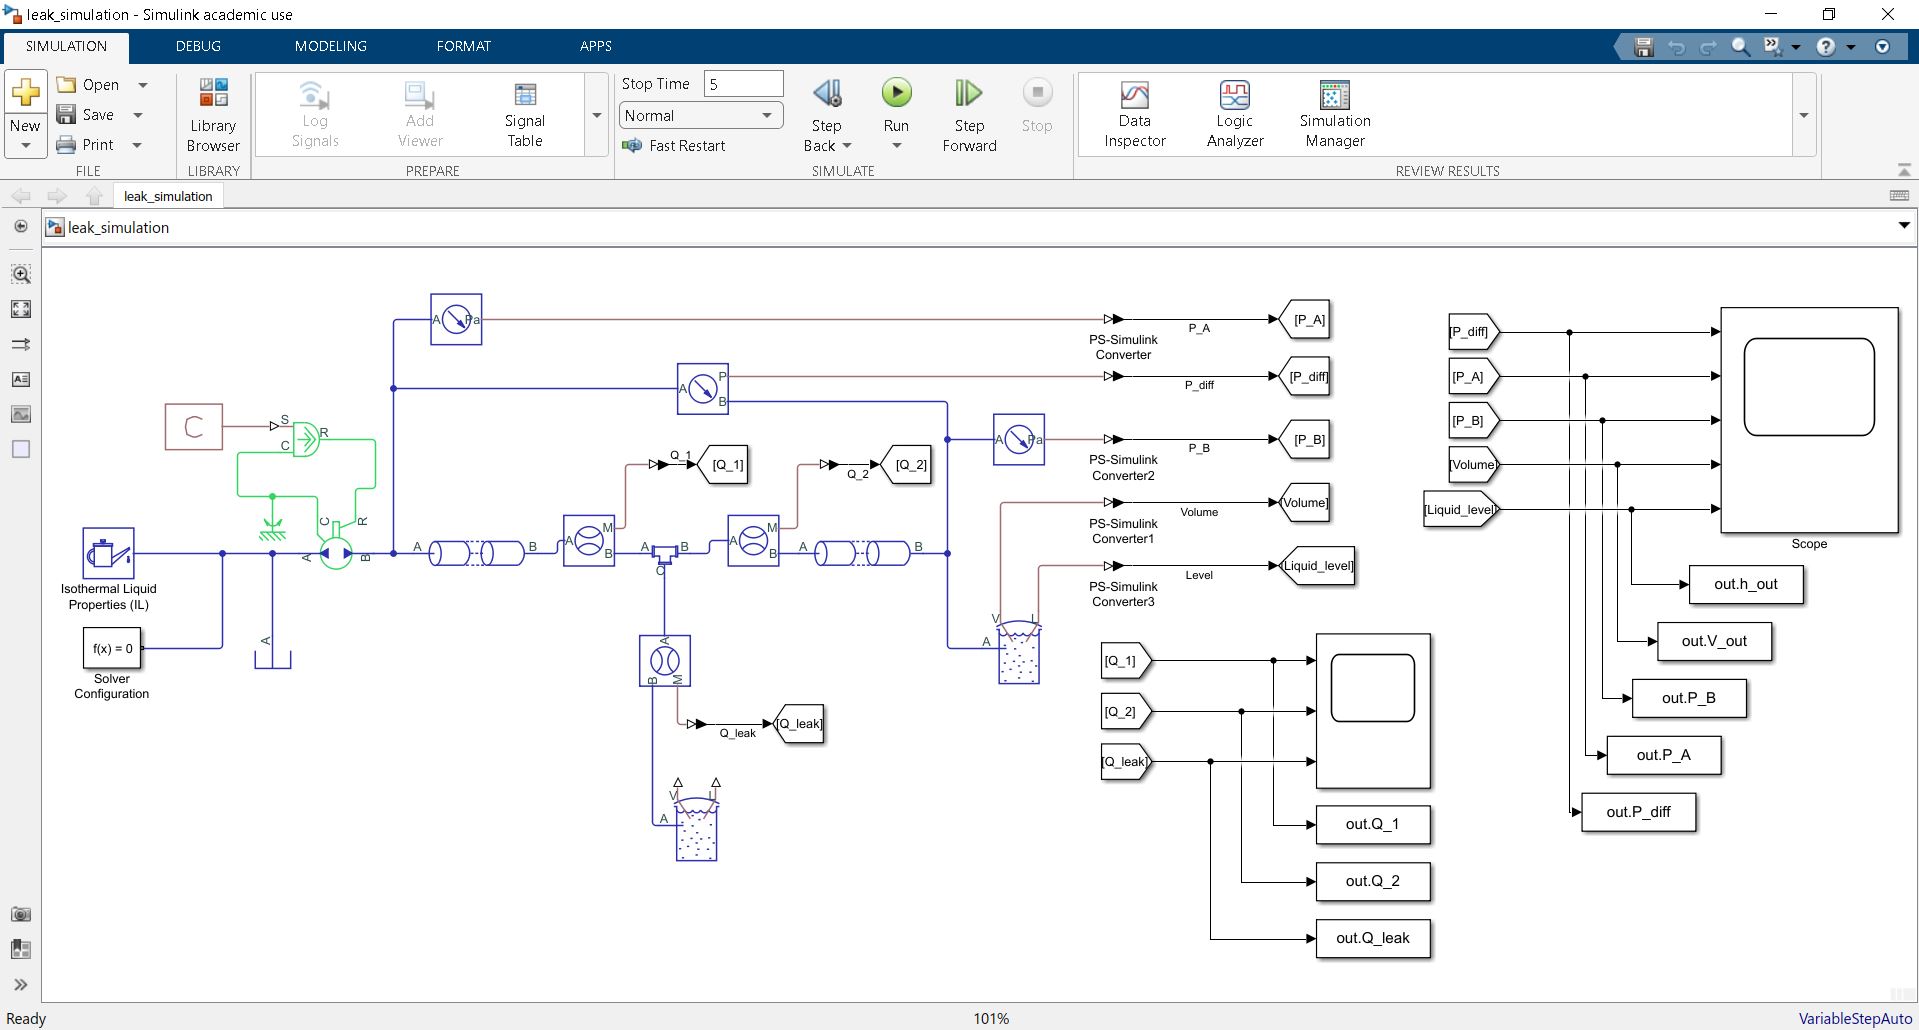 leak_simulation - Simulink academic use
SIMULATION DEBUG MODELING FORMAT APPS
New
Open
Save
Print
FILE
Library Browser
LIBRARY
Log Signals
Add Viewer
Signal Table
PREPARE
Stop Time 5
Normal
Fast Restart
Step Back
Run
Step Forward
Stop
SIMULATE
Data Inspector
Logic Analyzer
Simulation Manager
REVIEW RESULTS
leak_simulation
leak_simulation
A Pa
PS-Simulink
Converter
P_A
[P_A]
A P B
P_diff
[P_diff]
A Pa
PS-Simulink
Converter2
P_B
[P_B]
C
S
C
R
C
R
A
B
Isothermal Liquid
Properties (IL)
f(x) = 0
Solver
Configuration
A
A B
A M B
Q_1
[Q_1]
A B C
A M B
Q_2
[Q_2]
A B
PS-Simulink
Converter1
Volume
[Volume]
PS-Simulink
Converter3
Level
[Liquid_level]
V L
A
A
B M
Q_leak
[Q_leak]
V L
A
[Q_1]
[Q_2]
[Q_leak]
out.Q_1
out.Q_2
out.Q_leak
[P_diff]
[P_A]
[P_B]
[Volume]
[Liquid_level]
Scope
out.h_out
out.V_out
out.P_B
out.P_A
out.P_diff
Ready 101% VariableStepAuto